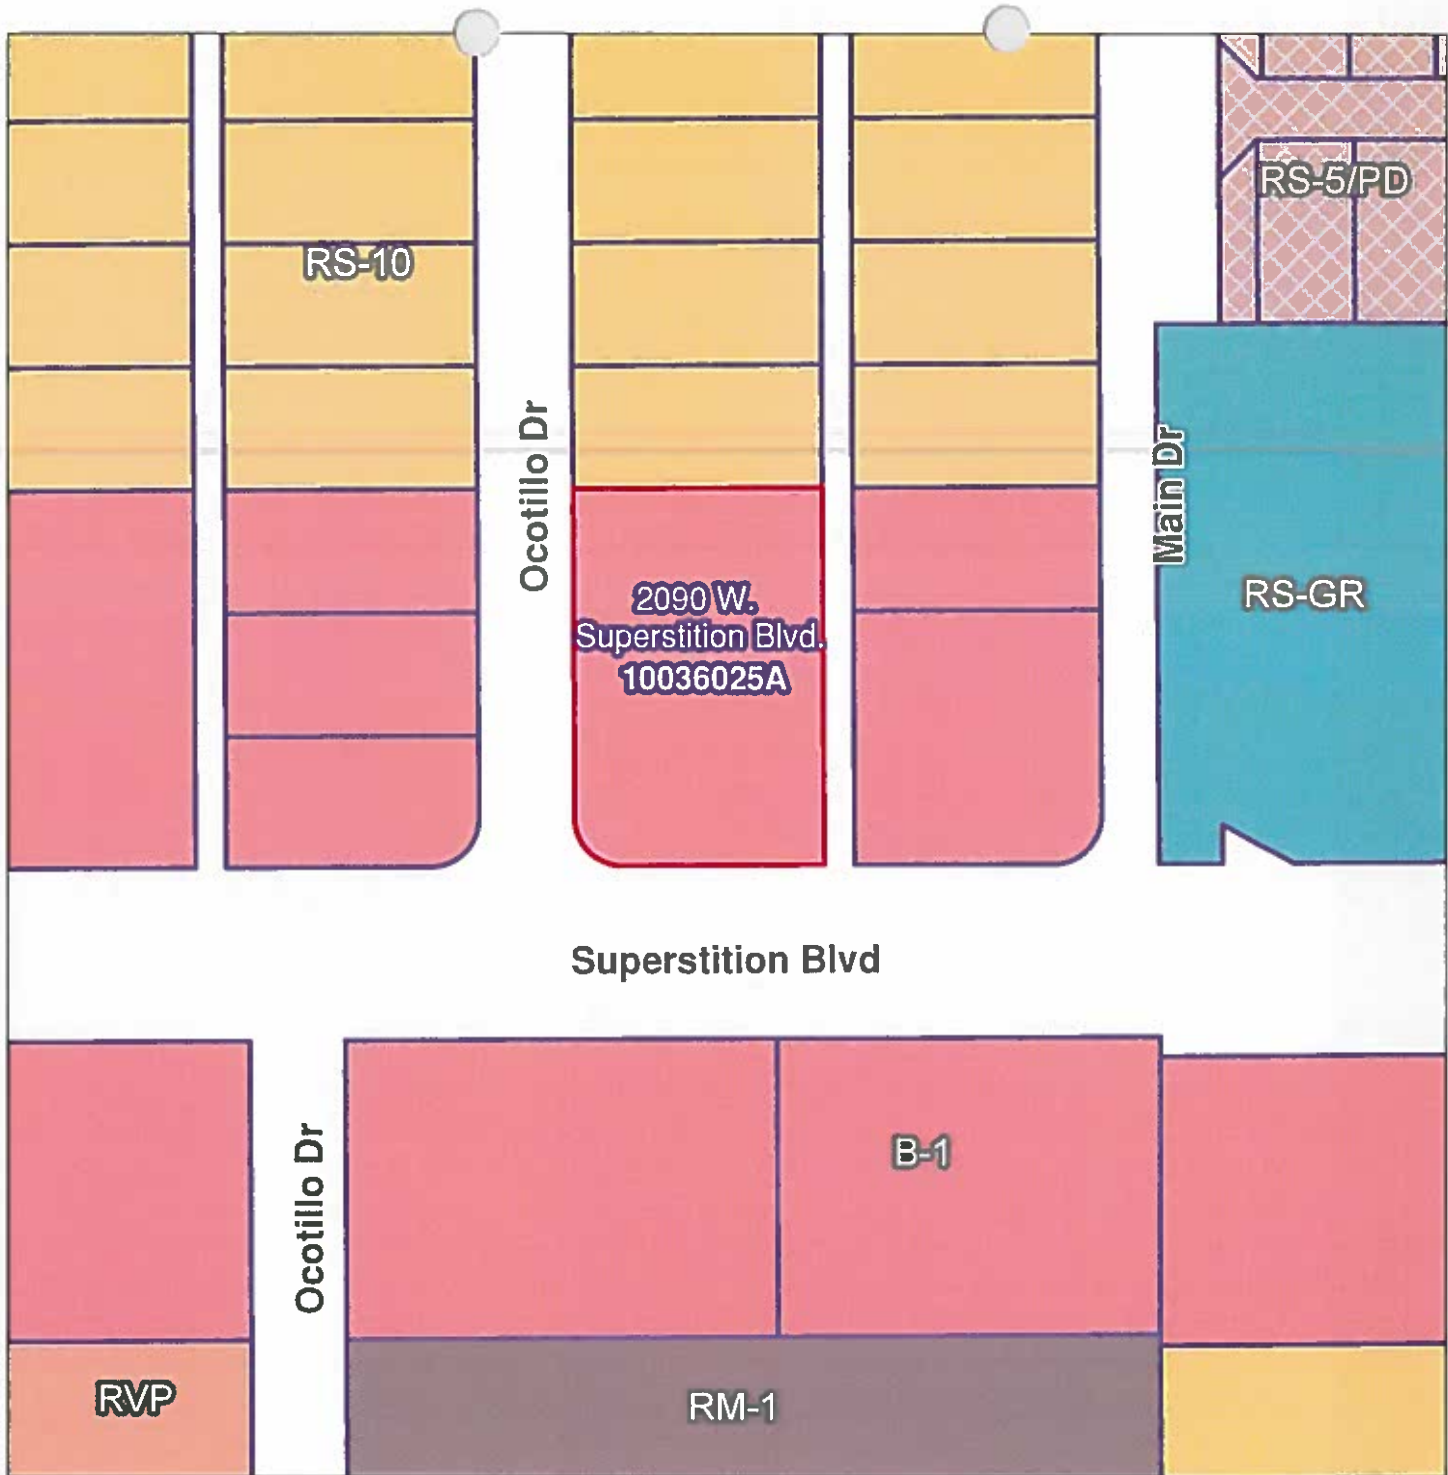 RS-5/PD
RS-10
Ocotillo Dr
Main Dr
2090 W.
Superstition Blvd.
10036025A
RS-GR
Superstition Blvd
B-1
Ocotillo Dr
RVP
RM-1